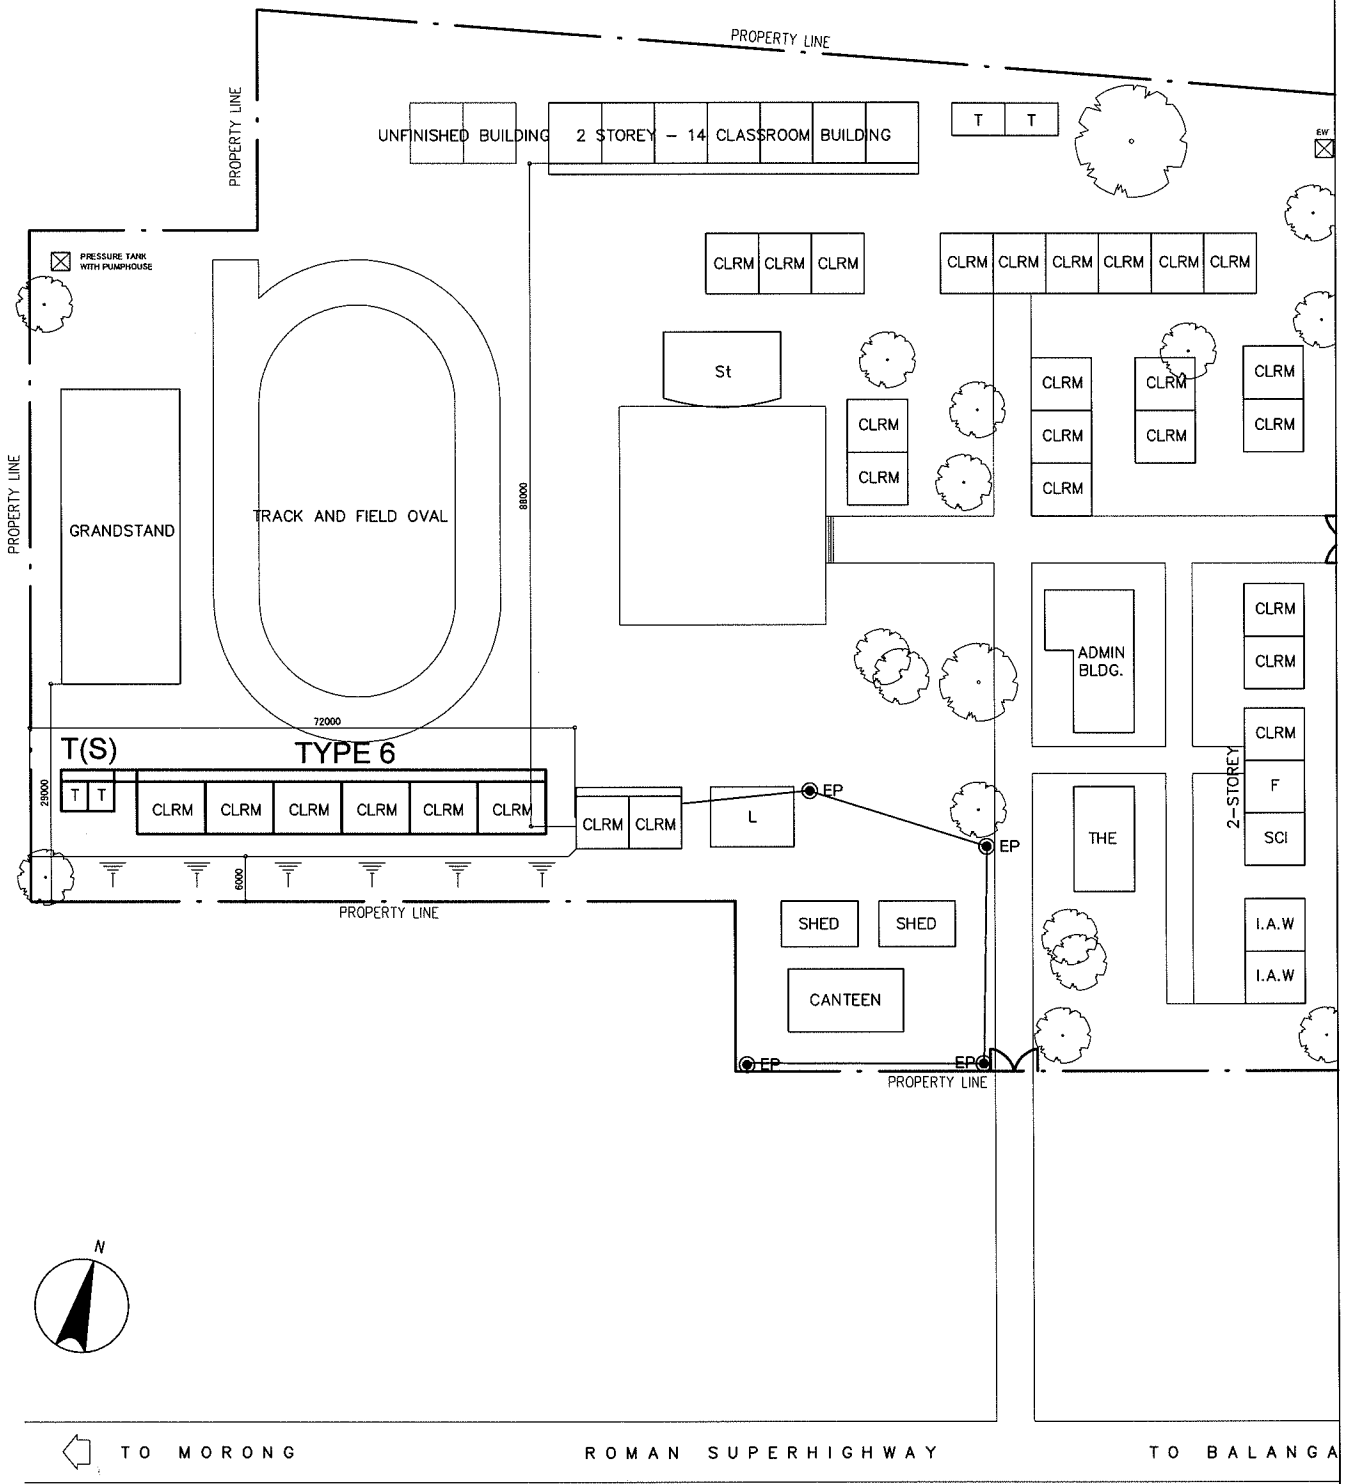 PROPERTY LINE
PROPERTY LINE
UNFINISHED BUILDING
2 STOREY - 14 CLASSROOM BUILDING
T T
EW
PRESSURE TANK
WITH PUMPHOUSE
CLRM CLRM CLRM
CLRM CLRM CLRM CLRM CLRM CLRM
St
CLRM
CLRM
CLRM
CLRM
CLRM
CLRM
CLRM
CLRM
CLRM
PROPERTY LINE
GRANDSTAND
TRACK AND FIELD OVAL
88000
CLRM
CLRM
ADMIN
BLDG.
72000
T(S)
TYPE 6
29000
T T
CLRM CLRM CLRM CLRM CLRM CLRM
CLRM CLRM
L
EP
EP
THE
2-STOREY
CLRM
F
SCI
6000
PROPERTY LINE
SHED
SHED
I.A.W
I.A.W
CANTEEN
EP
EP
PROPERTY LINE
N
TO MORONG
ROMAN SUPERHIGHWAY
TO BALANGA